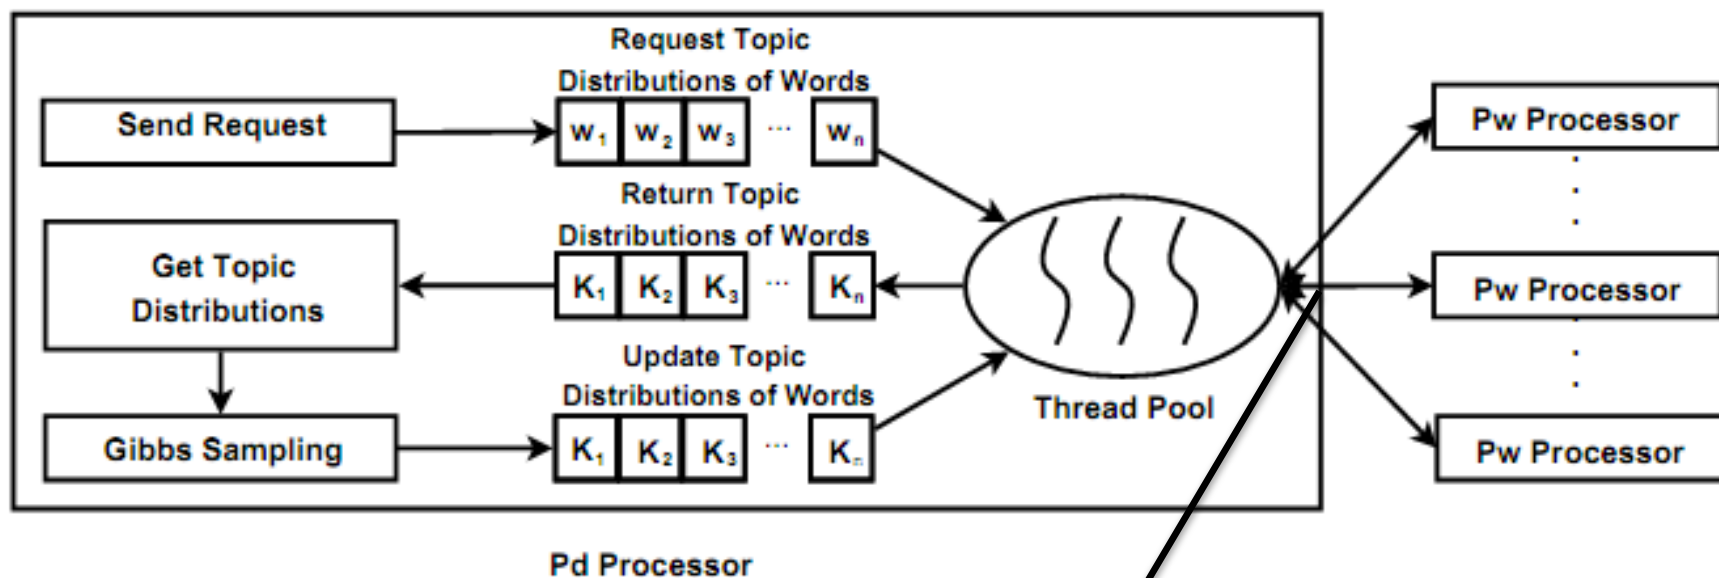 Request Topic
Distributions of Words
Send Request
w1 w2 w3 ... wn
Pw Processor
Return Topic
Distributions of Words
Get Topic
Distributions
K1 K2 K3 ... Kn
Pw Processor
Update Topic
Distributions of Words
Thread Pool
Gibbs Sampling
K1 K2 K3 ... Kn
Pw Processor
Pd Processor